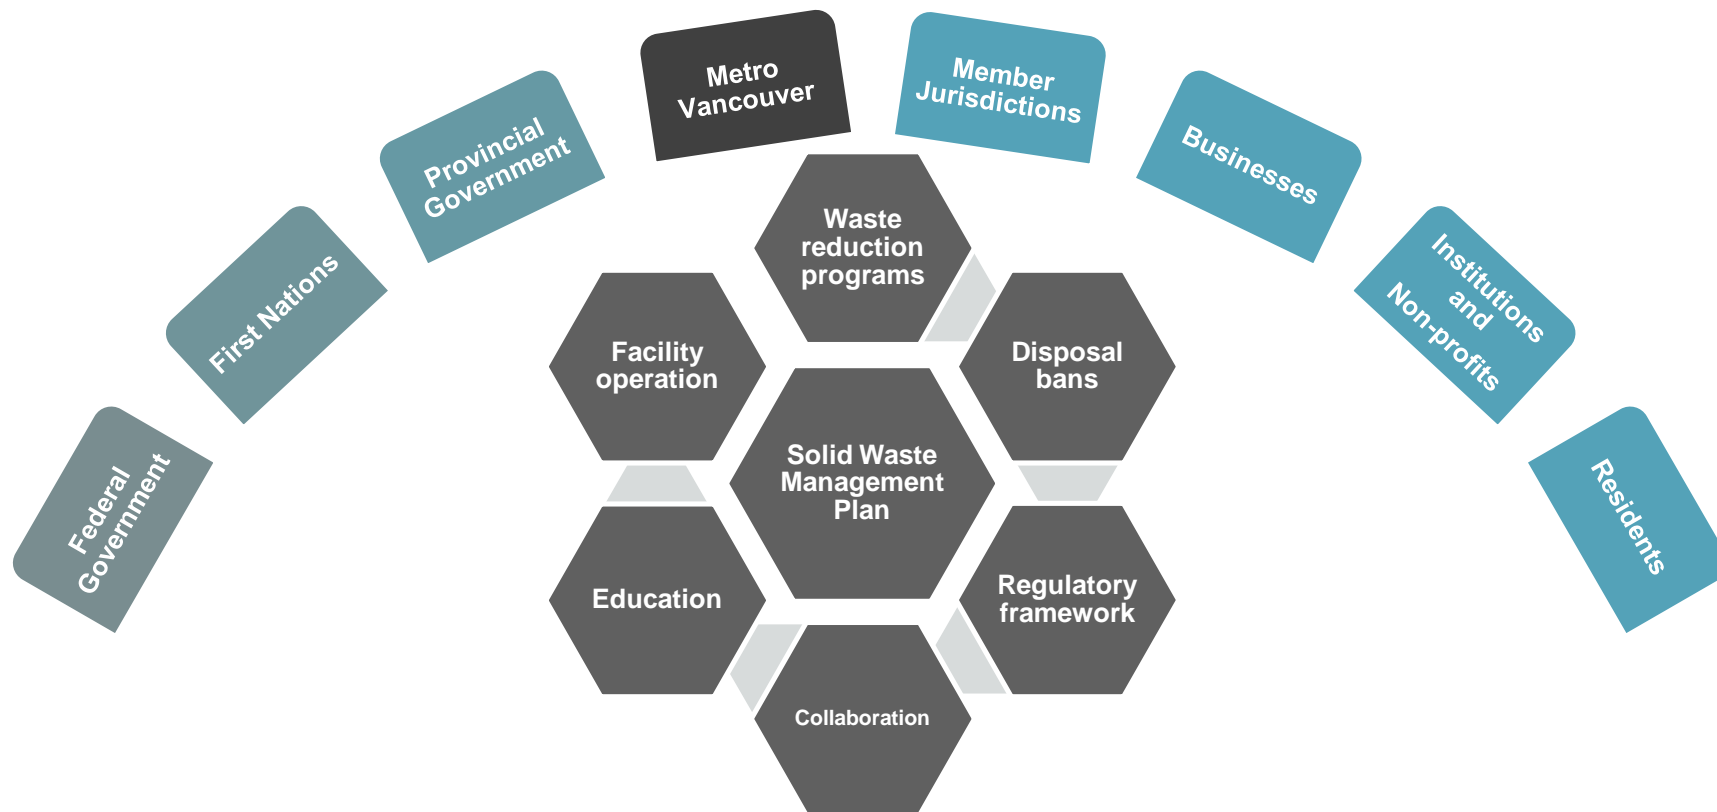 Federal
Government
First Nations
Provincial
Government
Metro
Vancouver
Member
Jurisdictions
Businesses
Institutions
and
Non-profits
Residents
Waste
reduction
programs
Disposal
bans
Regulatory
framework
Collaboration
Education
Facility
operation
Solid Waste
Management
Plan